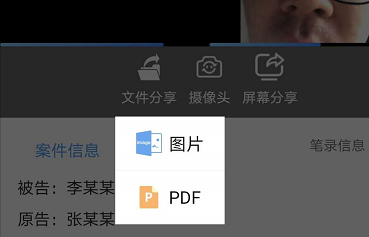 文件分享 摄像头 屏幕分享
图片
案件信息 笔录信息
被告：李某某
PDF
原告：张某某